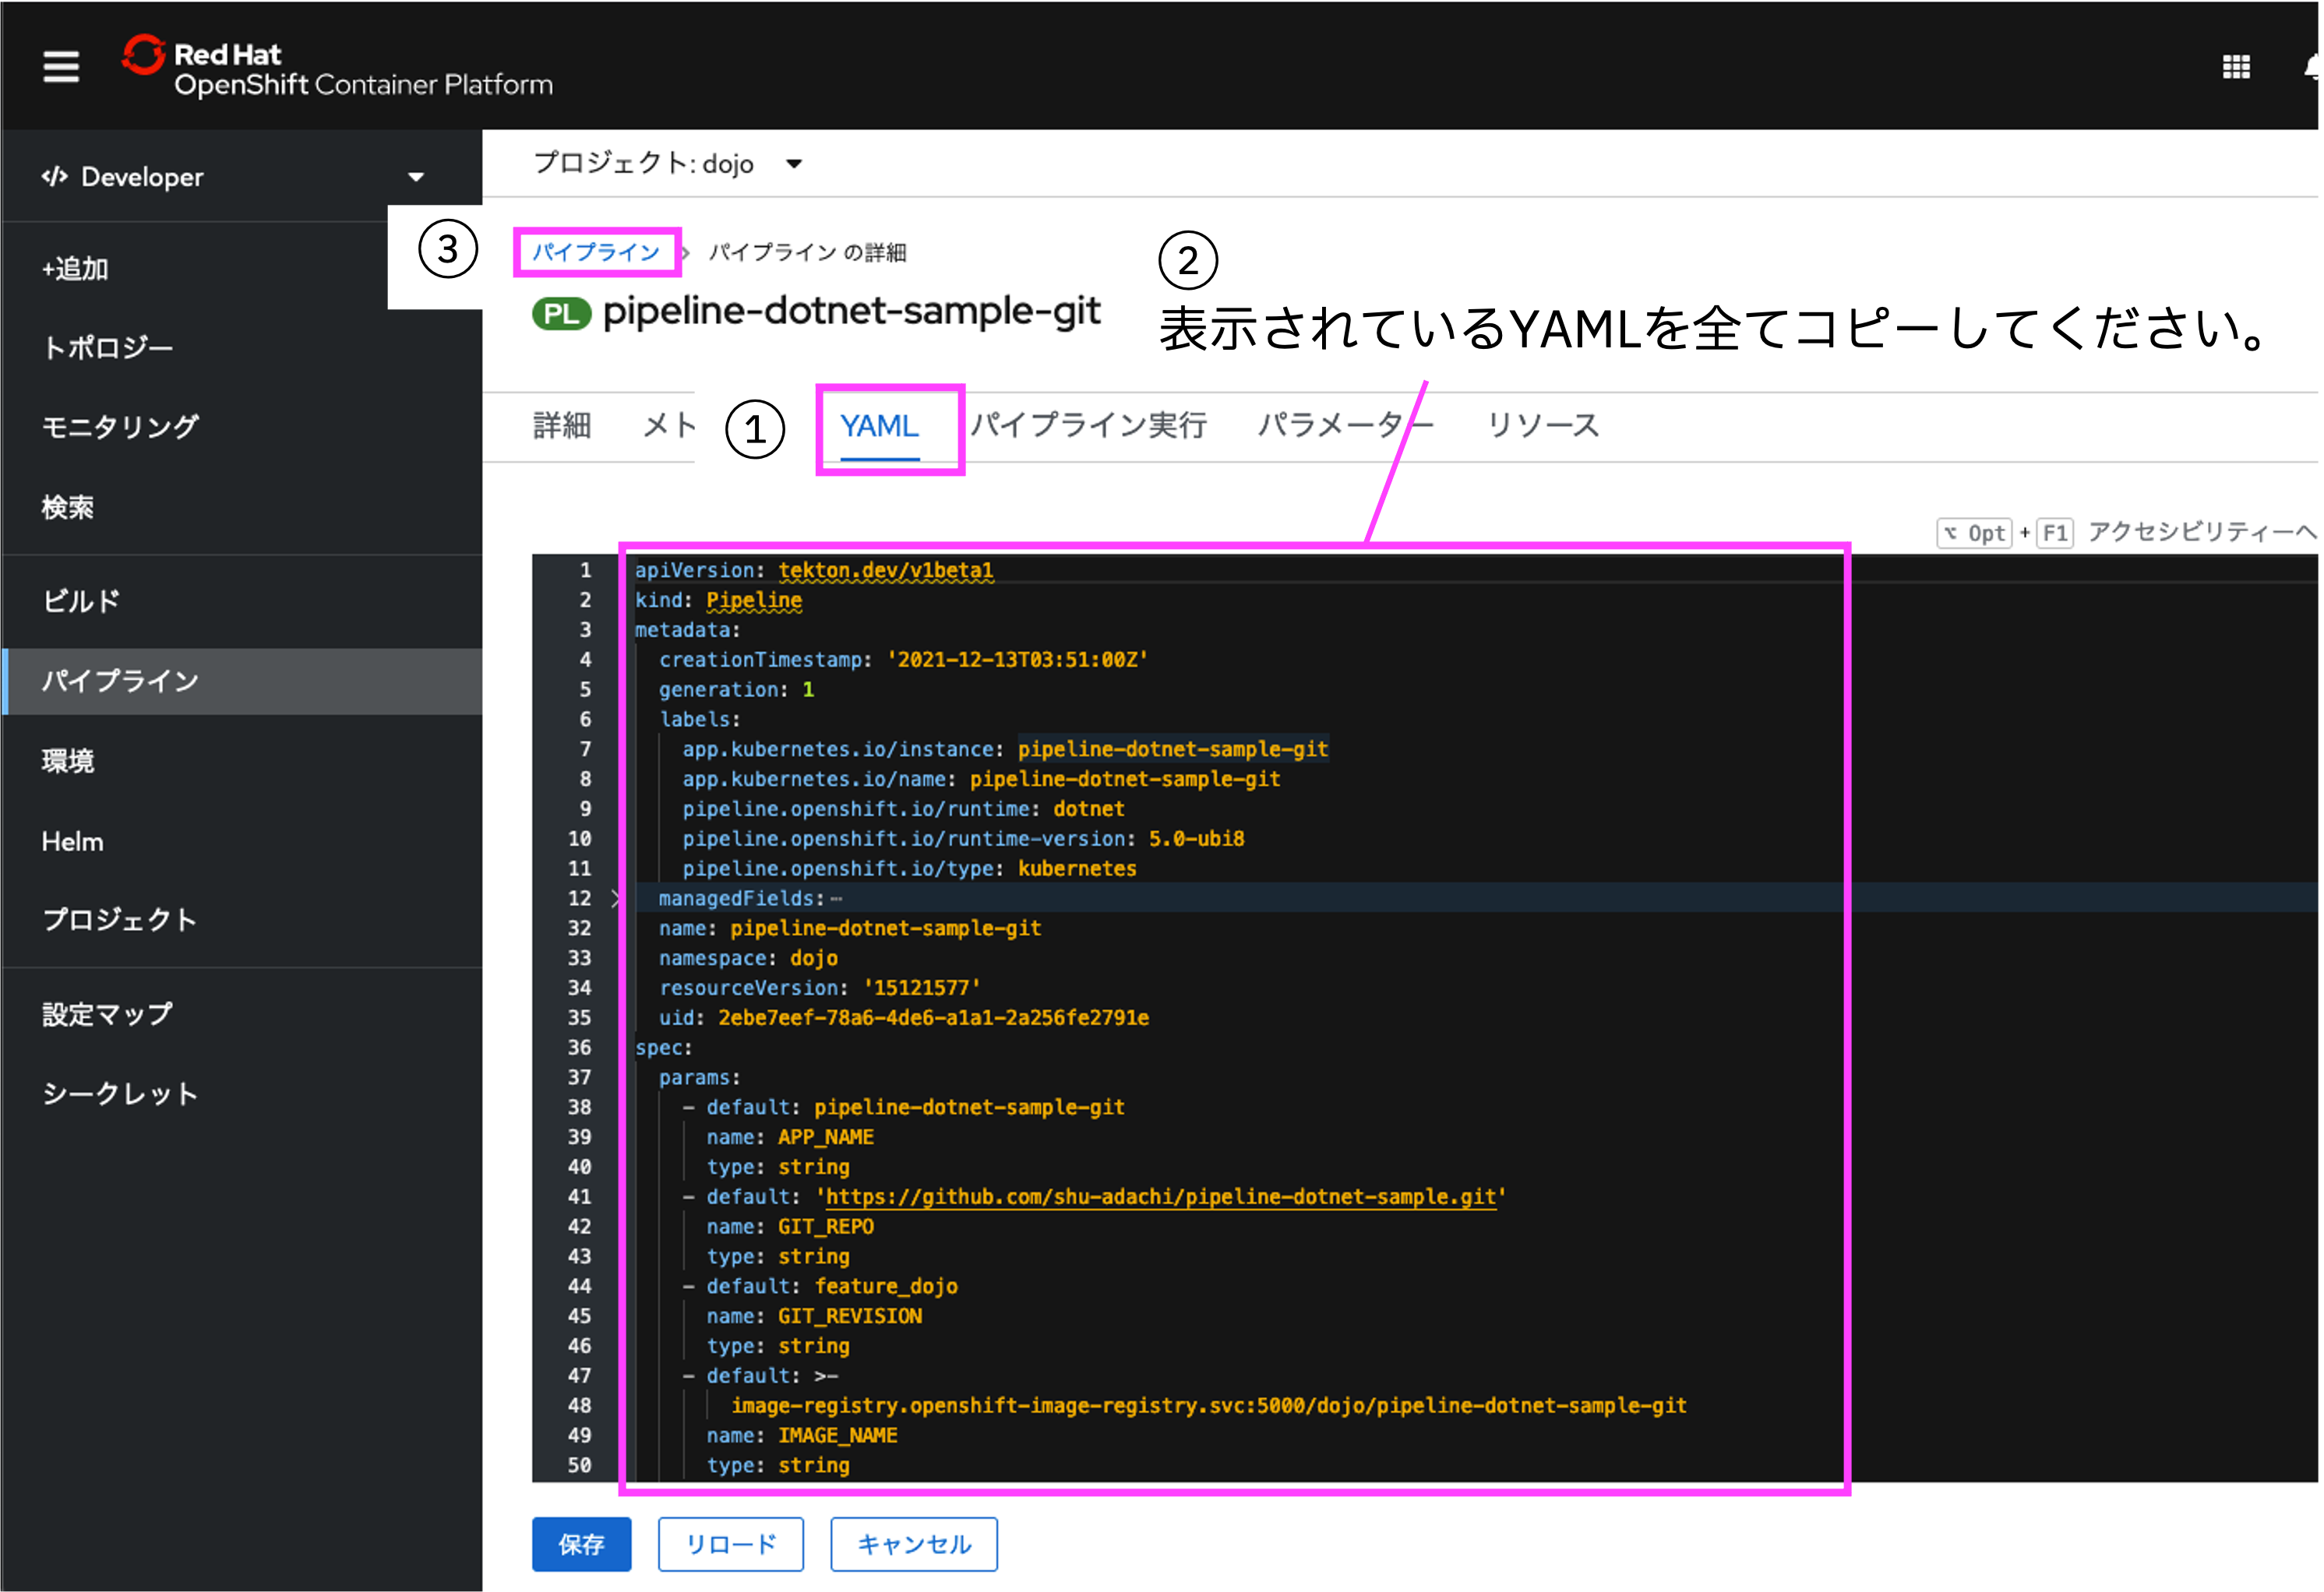 Red Hat
OpenShift Container Platform
</> Developer
+追加
トポロジー
モニタリング
検索
ビルド
パイプライン
環境
Helm
プロジェクト
設定マップ
シークレット
プロジェクト: dojo
③ パイプライン > パイプライン の詳細
PL pipeline-dotnet-sample-git
②
表示されているYAMLを全てコピーしてください。
詳細 メト ① YAML パイプライン実行 パラメーター リソース
⌥ Opt + F1 アクセシビリティーヘ
1 apiVersion: tekton.dev/v1beta1
2 kind: Pipeline
3 metadata:
4   creationTimestamp: '2021-12-13T03:51:00Z'
5   generation: 1
6   labels:
7     app.kubernetes.io/instance: pipeline-dotnet-sample-git
8     app.kubernetes.io/name: pipeline-dotnet-sample-git
9     pipeline.openshift.io/runtime: dotnet
10     pipeline.openshift.io/runtime-version: 5.0-ubi8
11     pipeline.openshift.io/type: kubernetes
12 >   managedFields:⋯
32   name: pipeline-dotnet-sample-git
33   namespace: dojo
34   resourceVersion: '15121577'
35   uid: 2ebe7eef-78a6-4de6-a1a1-2a256fe2791e
36 spec:
37   params:
38     - default: pipeline-dotnet-sample-git
39       name: APP_NAME
40       type: string
41     - default: 'https://github.com/shu-adachi/pipeline-dotnet-sample.git'
42       name: GIT_REPO
43       type: string
44     - default: feature_dojo
45       name: GIT_REVISION
46       type: string
47     - default: >-
48         image-registry.openshift-image-registry.svc:5000/dojo/pipeline-dotnet-sample-git
49       name: IMAGE_NAME
50       type: string
保存 リロード キャンセル